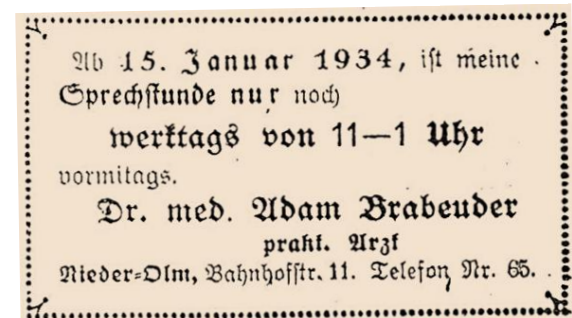 Ab 15. Januar 1934, ist meine
Sprechstunde nur noch
werktags von 11—1 Uhr
vormitags.
Dr. med. Adam Brabeuder
prakt. Arzt
Nieder-Olm, Bahnhofstr. 11. Telefon Nr. 65.